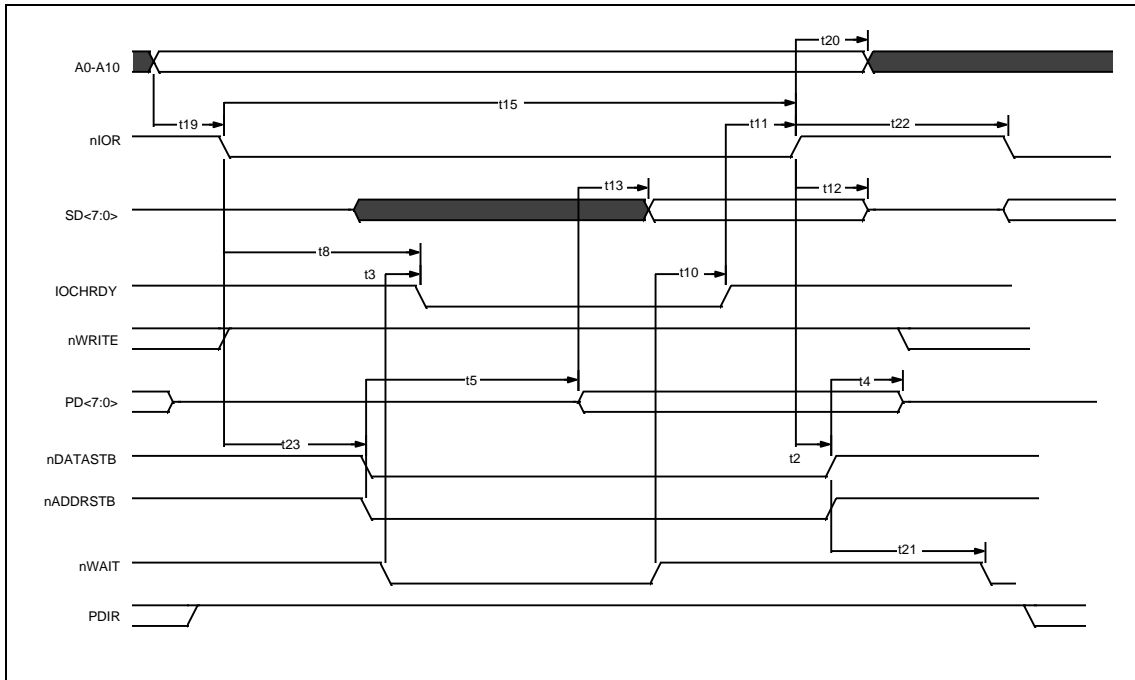 t20
A0-A10
t15
t19
t11
t22
nIOR
t13
t12
SD<7:0>
t8
t3
t10
IOCHRDY
nWRITE
t5
t4
PD<7:0>
t23
t2
nDATASTB
nADDRSTB
t21
nWAIT
PDIR